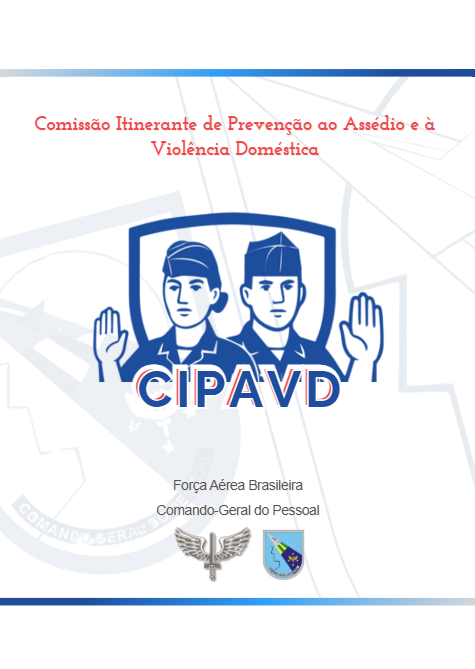 Comissão Itinerante de Prevenção ao Assédio e à
Violência Doméstica
CIPAVD
Força Aérea Brasileira
Comando-Geral do Pessoal